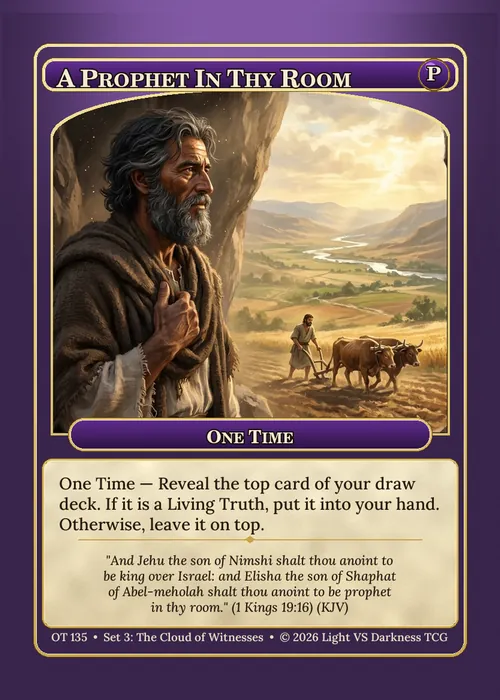 A Prophet In Thy Room
P
One Time
One Time — Reveal the top card of your draw
deck. If it is a Living Truth, put it into your hand.
Otherwise, leave it on top.
"And Jehu the son of Nimshi shalt thou anoint to
be king over Israel: and Elisha the son of Shaphat
of Abel-meholah shalt thou anoint to be prophet
in thy room." (1 Kings 19:16) (KJV)
OT 135 • Set 3: The Cloud of Witnesses • © 2026 Light VS Darkness TCG